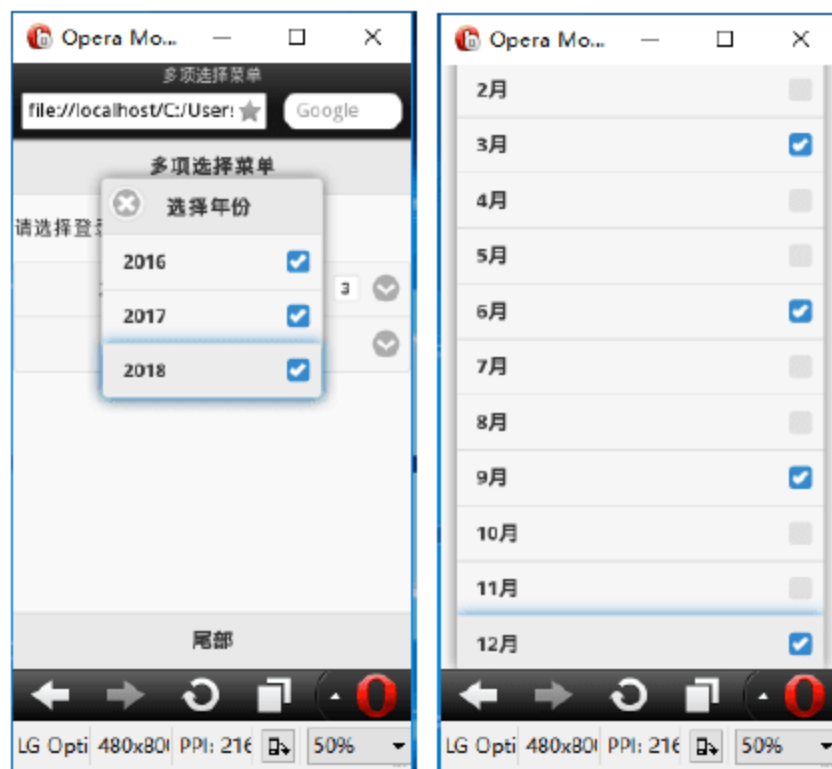 Opera Mo...
多项选择菜单
file://localhost/C:/User:
Google
多项选择菜单
选择年份
请选择登
2016
2017
3
2018
尾部
LG Opti 480x80 PPI: 216 50%
Opera Mo...
2月
3月
4月
5月
6月
7月
8月
9月
10月
11月
12月
LG Opti 480x80 PPI: 216 50%